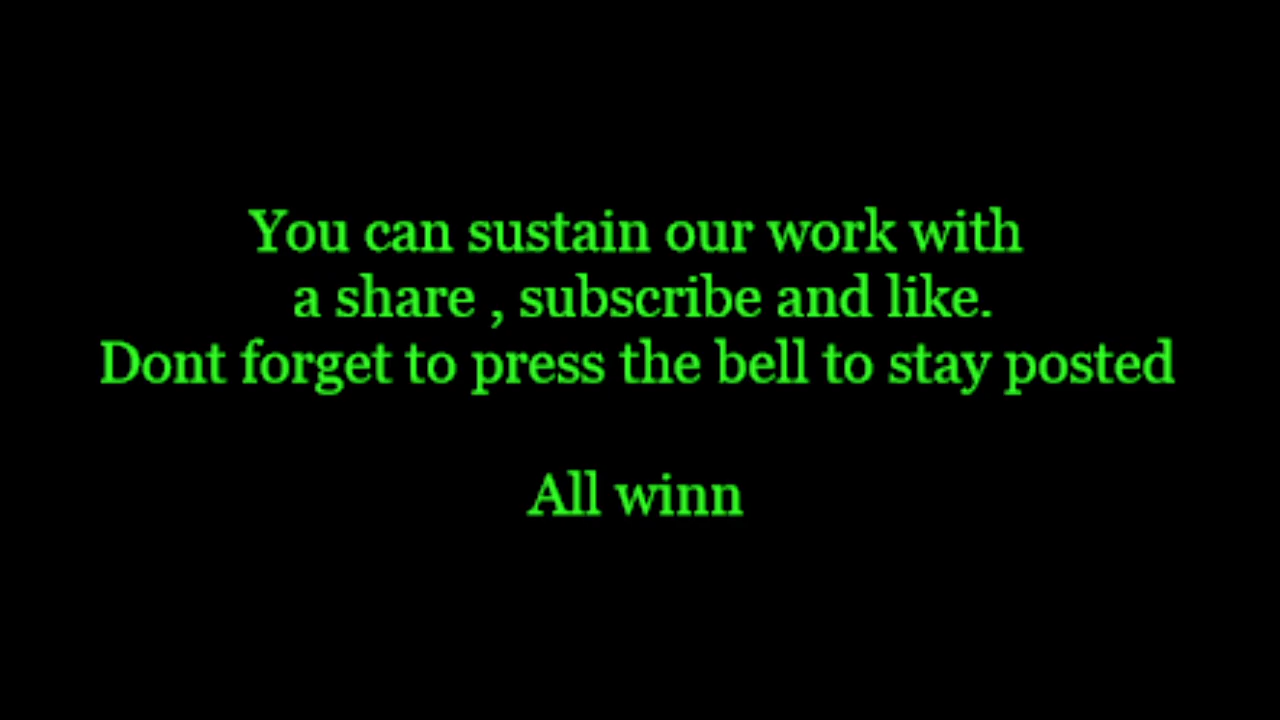 You can sustain our work with
a share , subscribe and like.
Dont forget to press the bell to stay posted
All winn